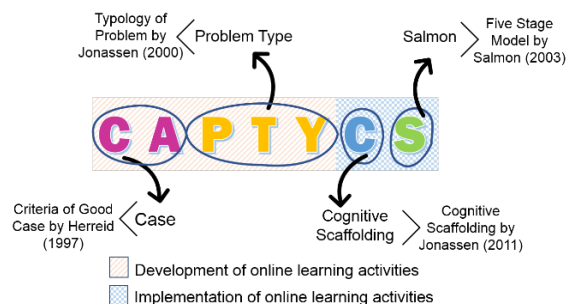 Typology of
Problem by
Jonassen (2000)
Problem Type
Salmon
Five Stage
Model by
Salmon (2003)
CAPTYCS
Criteria of Good
Case by Herreid
(1997)
Case
Cognitive
Scaffolding
Cognitive
Scaffolding by
Jonassen (2011)
Development of online learning activities
Implementation of online learning activities